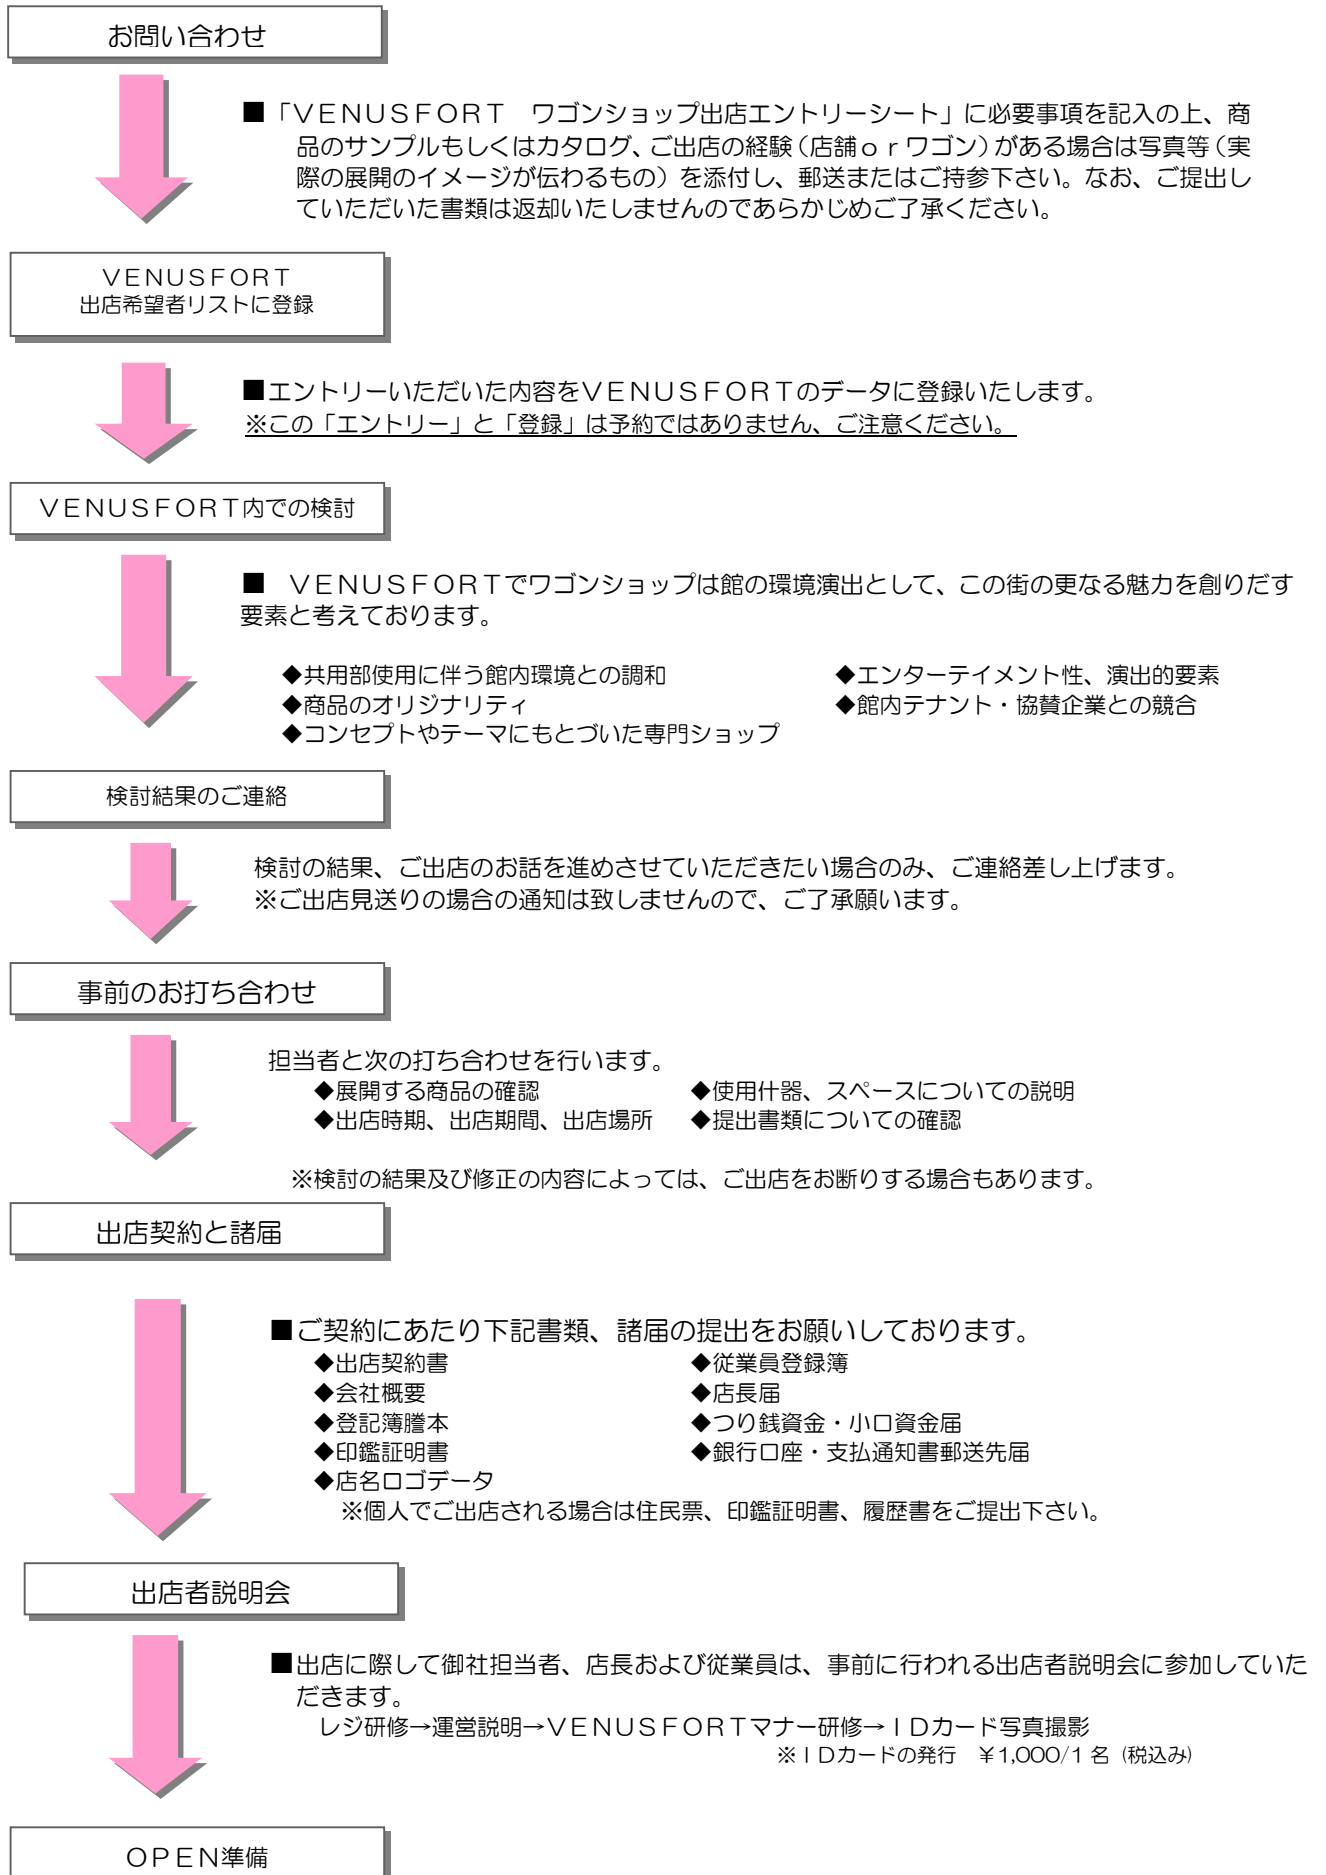 お問い合わせ
■「ＶＥＮＵＳＦＯＲＴ　ワゴンショップ出店エントリーシート」に必要事項を記入の上、商
品のサンプルもしくはカタログ、ご出店の経験（店舗ｏｒワゴン）がある場合は写真等（実
際の展開のイメージが伝わるもの）を添付し、郵送またはご持参下さい。なお、ご提出し
ていただいた書類は返却いたしませんのであらかじめご了承ください。
ＶＥＮＵＳＦＯＲＴ
出店希望者リストに登録
■エントリーいただいた内容をＶＥＮＵＳＦＯＲＴのデータに登録いたします。
※この「エントリー」と「登録」は予約ではありません、ご注意ください。
ＶＥＮＵＳＦＯＲＴ内での検討
■　ＶＥＮＵＳＦＯＲＴでワゴンショップは館の環境演出として、この街の更なる魅力を創りだす
要素と考えております。
◆共用部使用に伴う館内環境との調和　◆エンターテイメント性、演出的要素
◆商品のオリジナリティ　◆館内テナント・協賛企業との競合
◆コンセプトやテーマにもとづいた専門ショップ
検討結果のご連絡
検討の結果、ご出店のお話を進めさせていただきたい場合のみ、ご連絡差し上げます。
※ご出店見送りの場合の通知は致しませんので、ご了承願います。
事前のお打ち合わせ
担当者と次の打ち合わせを行います。
◆展開する商品の確認　◆使用什器、スペースについての説明
◆出店時期、出店期間、出店場所　◆提出書類についての確認
※検討の結果及び修正の内容によっては、ご出店をお断りする場合もあります。
出店契約と諸届
■ご契約にあたり下記書類、諸届の提出をお願いしております。
◆出店契約書　◆従業員登録簿
◆会社概要　◆店長届
◆登記簿謄本　◆つり銭資金・小口資金届
◆印鑑証明書　◆銀行口座・支払通知書郵送先届
◆店名ロゴデータ
※個人でご出店される場合は住民票、印鑑証明書、履歴書をご提出下さい。
出店者説明会
■出店に際して御社担当者、店長および従業員は、事前に行われる出店者説明会に参加していた
だきます。
レジ研修→運営説明→ＶＥＮＵＳＦＯＲＴマナー研修→ＩＤカード写真撮影
※ＩＤカードの発行　￥1,000/1 名（税込み）
ＯＰＥＮ準備